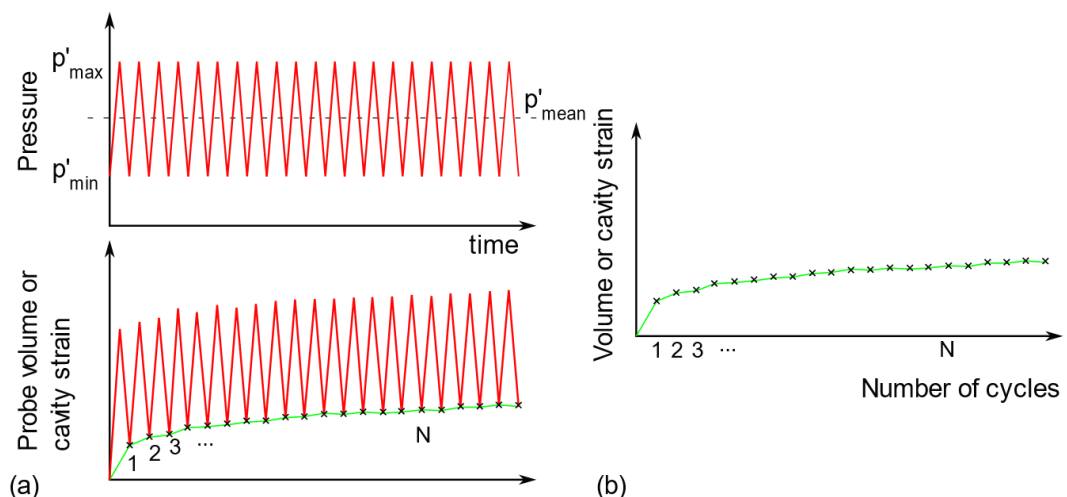 Pressure
p'max
p'mean
p'min
time
Probe volume or
cavity strain
1 2 3 ... N
(a)
Volume or cavity strain
1 2 3 ... N
Number of cycles
(b)